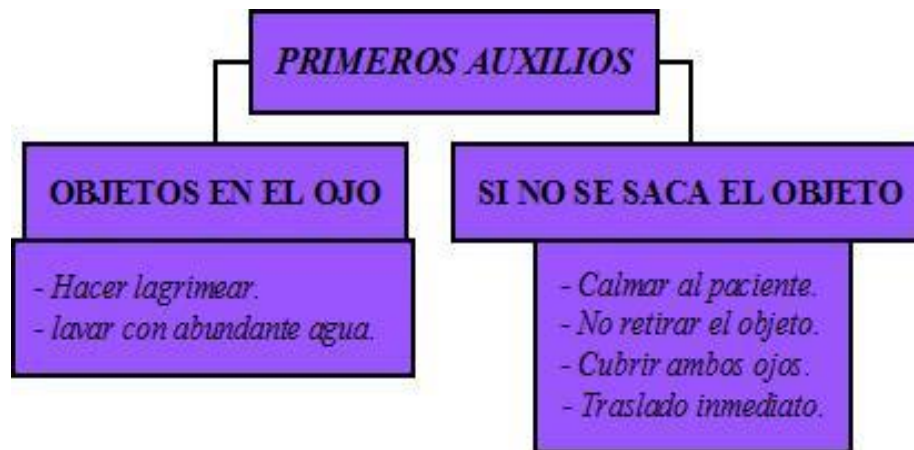 PRIMEROS AUXILIOS
OBJETOS EN EL OJO
- Hacer lagrimear.
- lavar con abundante agua.
SI NO SE SACA EL OBJETO
- Calmar al paciente.
- No retirar el objeto.
- Cubrir ambos ojos.
- Traslado inmediato.